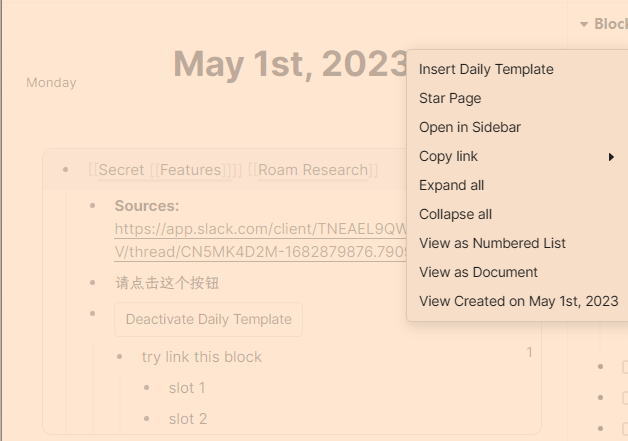 Block
May 1st, 2023
Monday
Insert Daily Template
Star Page
Open in Sidebar
Copy link
Expand all
Collapse all
View as Numbered List
View as Document
View Created on May 1st, 2023
[[Secret [[Features]]]] [[Roam Research]]
Sources:
https://app.slack.com/client/TNEAEL9QW
V/thread/CN5MK4D2M-1682879876.790
请点击这个按钮
Deactivate Daily Template
try link this block
1
slot 1
slot 2